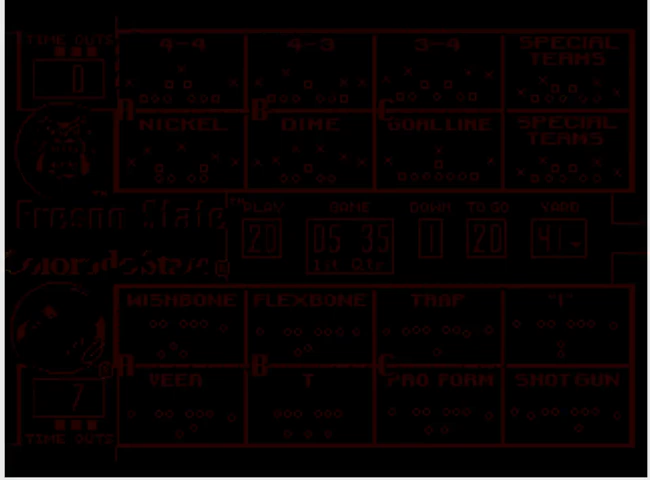 TIME OUTS
0
4-4
4-3
3-4
SPECIAL
TEAMS
A
B
C
NICKEL
DIME
GOAL LINE
SPECIAL
TEAMS
Fresno State
PLAY
GAME
DOWN
TO GO
YARD
20
05 35
1
20
41
1st Qtr
Colorado State
WISHBONE
FLEXBONE
TRAP
"I"
A
B
C
VEER
T
PRO FORM
SHOTGUN
7
TIME OUTS